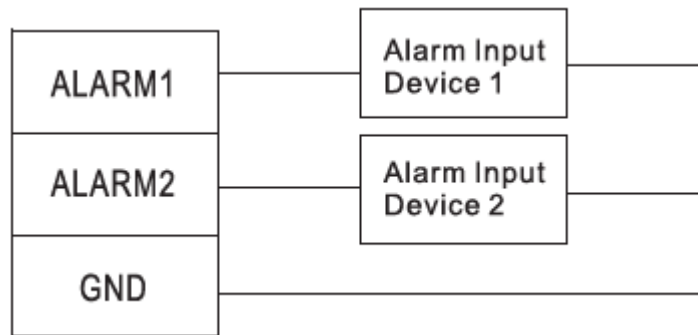 ALARM1
Alarm Input
Device 1
ALARM2
Alarm Input
Device 2
GND